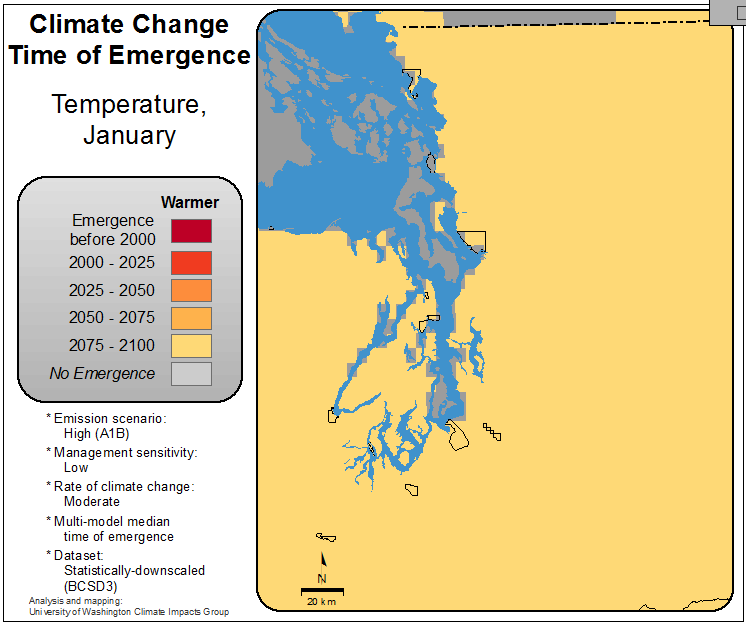 Climate Change
Time of Emergence
Temperature,
January
Warmer
Emergence
before 2000
2000 - 2025
2025 - 2050
2050 - 2075
2075 - 2100
No Emergence
* Emission scenario:
High (A1B)
* Management sensitivity:
Low
* Rate of climate change:
Moderate
* Multi-model median
time of emergence
* Dataset:
Statistically-downscaled
(BCSD3)
Analysis and mapping:
University of Washington Climate Impacts Group
N
20 km